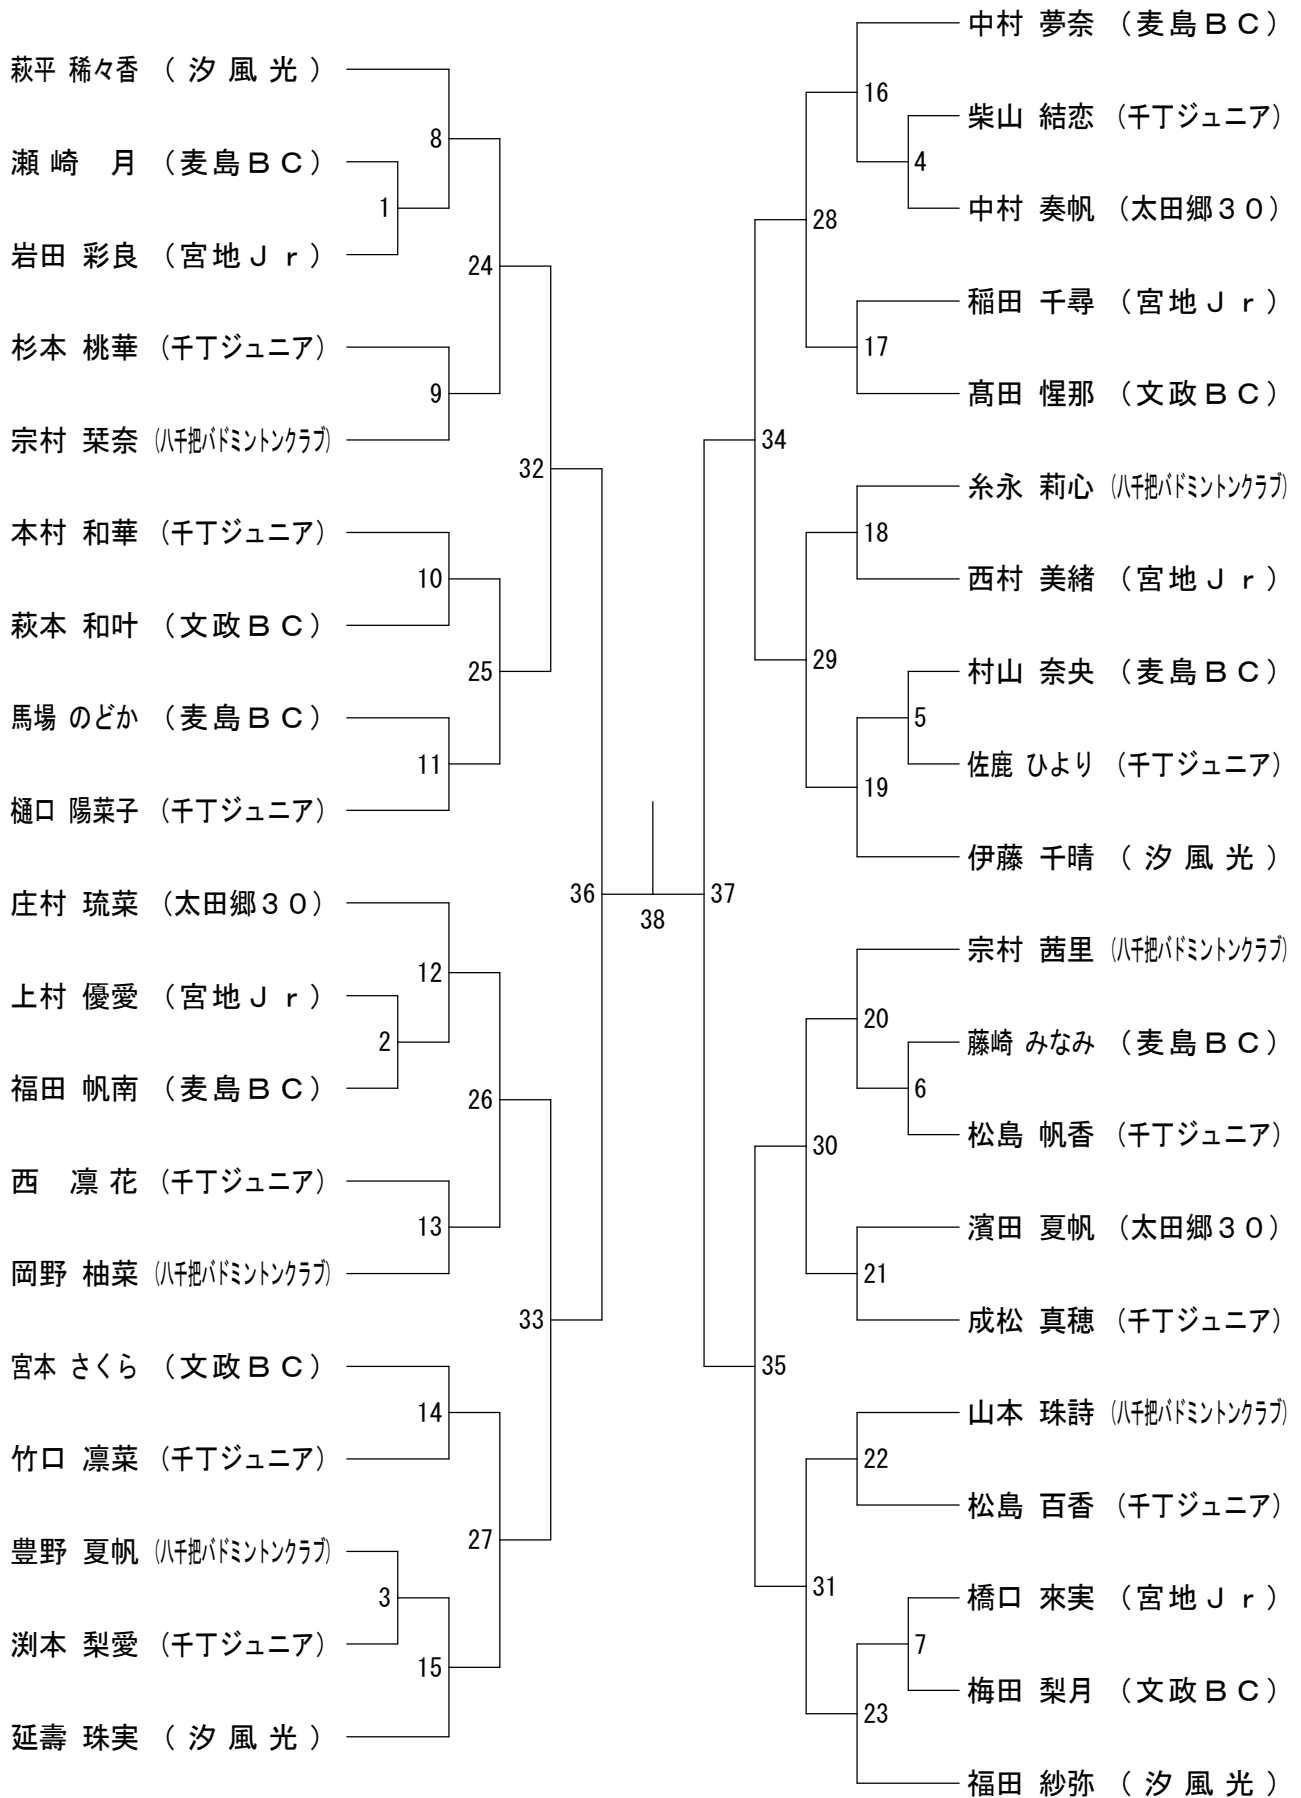 萩平 稀々香 （ 汐 風 光 ）
8
瀬 崎　月 （麦島ＢＣ）
1
岩田 彩良 （宮地Ｊｒ）
24
杉本 桃華 （千丁ジュニア）
9
宗村 栞奈 （八千把バドミントンクラブ）
32
本村 和華 （千丁ジュニア）
10
萩本 和叶 （文政ＢＣ）
25
馬場 のどか （麦島ＢＣ）
11
樋口 陽菜子 （千丁ジュニア）
36
庄村 琉菜 （太田郷３０）
12
上村 優愛 （宮地Ｊｒ）
2
福田 帆南 （麦島ＢＣ）
26
西　凛 花 （千丁ジュニア）
13
岡野 柚菜 （八千把バドミントンクラブ）
33
宮本 さくら （文政ＢＣ）
14
竹口 凛菜 （千丁ジュニア）
27
豊野 夏帆 （八千把バドミントンクラブ）
3
渕本 梨愛 （千丁ジュニア）
15
延壽 珠実 （ 汐 風 光 ）
38
中村 夢奈 （麦島ＢＣ）
16
柴山 結恋 （千丁ジュニア）
4
中村 奏帆 （太田郷３０）
28
稲田 千尋 （宮地Ｊｒ）
17
髙田 惺那 （文政ＢＣ）
34
糸永 莉心 （八千把バドミントンクラブ）
18
西村 美緒 （宮地Ｊｒ）
29
村山 奈央 （麦島ＢＣ）
5
佐鹿 ひより （千丁ジュニア）
19
伊藤 千晴 （ 汐 風 光 ）
37
宗村 茜里 （八千把バドミントンクラブ）
20
藤崎 みなみ （麦島ＢＣ）
6
松島 帆香 （千丁ジュニア）
30
濱田 夏帆 （太田郷３０）
21
成松 真穂 （千丁ジュニア）
35
山本 珠詩 （八千把バドミントンクラブ）
22
松島 百香 （千丁ジュニア）
31
橋口 來実 （宮地Ｊｒ）
7
梅田 梨月 （文政ＢＣ）
23
福田 紗弥 （ 汐 風 光 ）